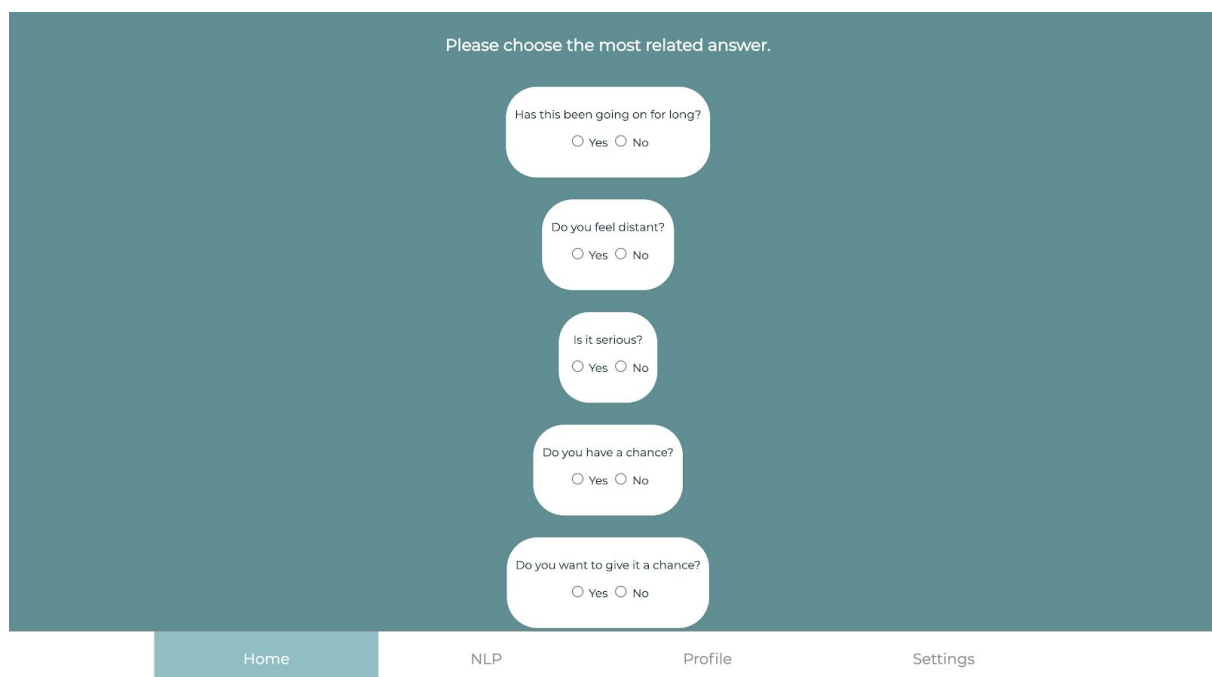 Please choose the most related answer.
Has this been going on for long?
Yes No
Do you feel distant?
Yes No
Is it serious?
Yes No
Do you have a chance?
Yes No
Do you want to give it a chance?
Yes No
Home NLP Profile Settings